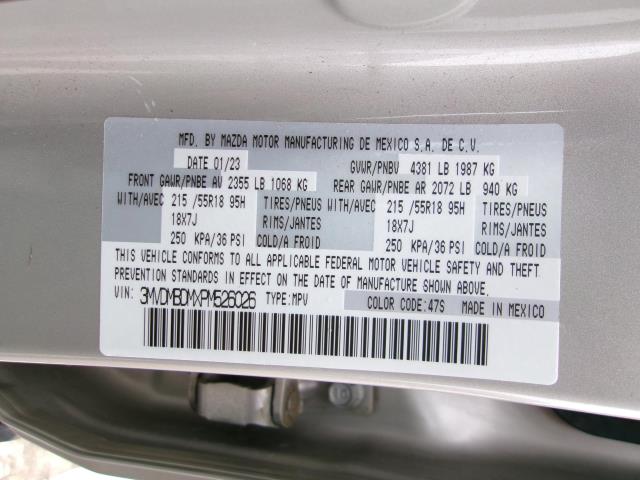 MFD. BY MAZDA MOTOR MANUFACTURING DE MEXICO S.A. DE C.V.
DATE 01/23 GVWR/PNBV 4381 LB 1987 KG
FRONT GAWR/PNBE AV 2355 LB 1068 KG REAR GAWR/PNBE AR 2072 LB 940 KG
WITH/AVEC 215 /55R18 95H TIRES/PNEUS WITH/AVEC 215 /55R18 95H TIRES/PNEUS
18X7J RIMS/JANTES 18X7J RIMS/JANTES
250 KPA/36 PSI COLD/A FROID 250 KPA/36 PSI COLD/A FROID
THIS VEHICLE CONFORMS TO ALL APPLICABLE FEDERAL MOTOR VEHICLE SAFETY AND THEFT
PREVENTION STANDARDS IN EFFECT ON THE DATE OF MANUFACTURE SHOWN ABOVE.
VIN: 3MVDMBDMXPM526026 TYPE: MPV COLOR CODE: 47S MADE IN MEXICO